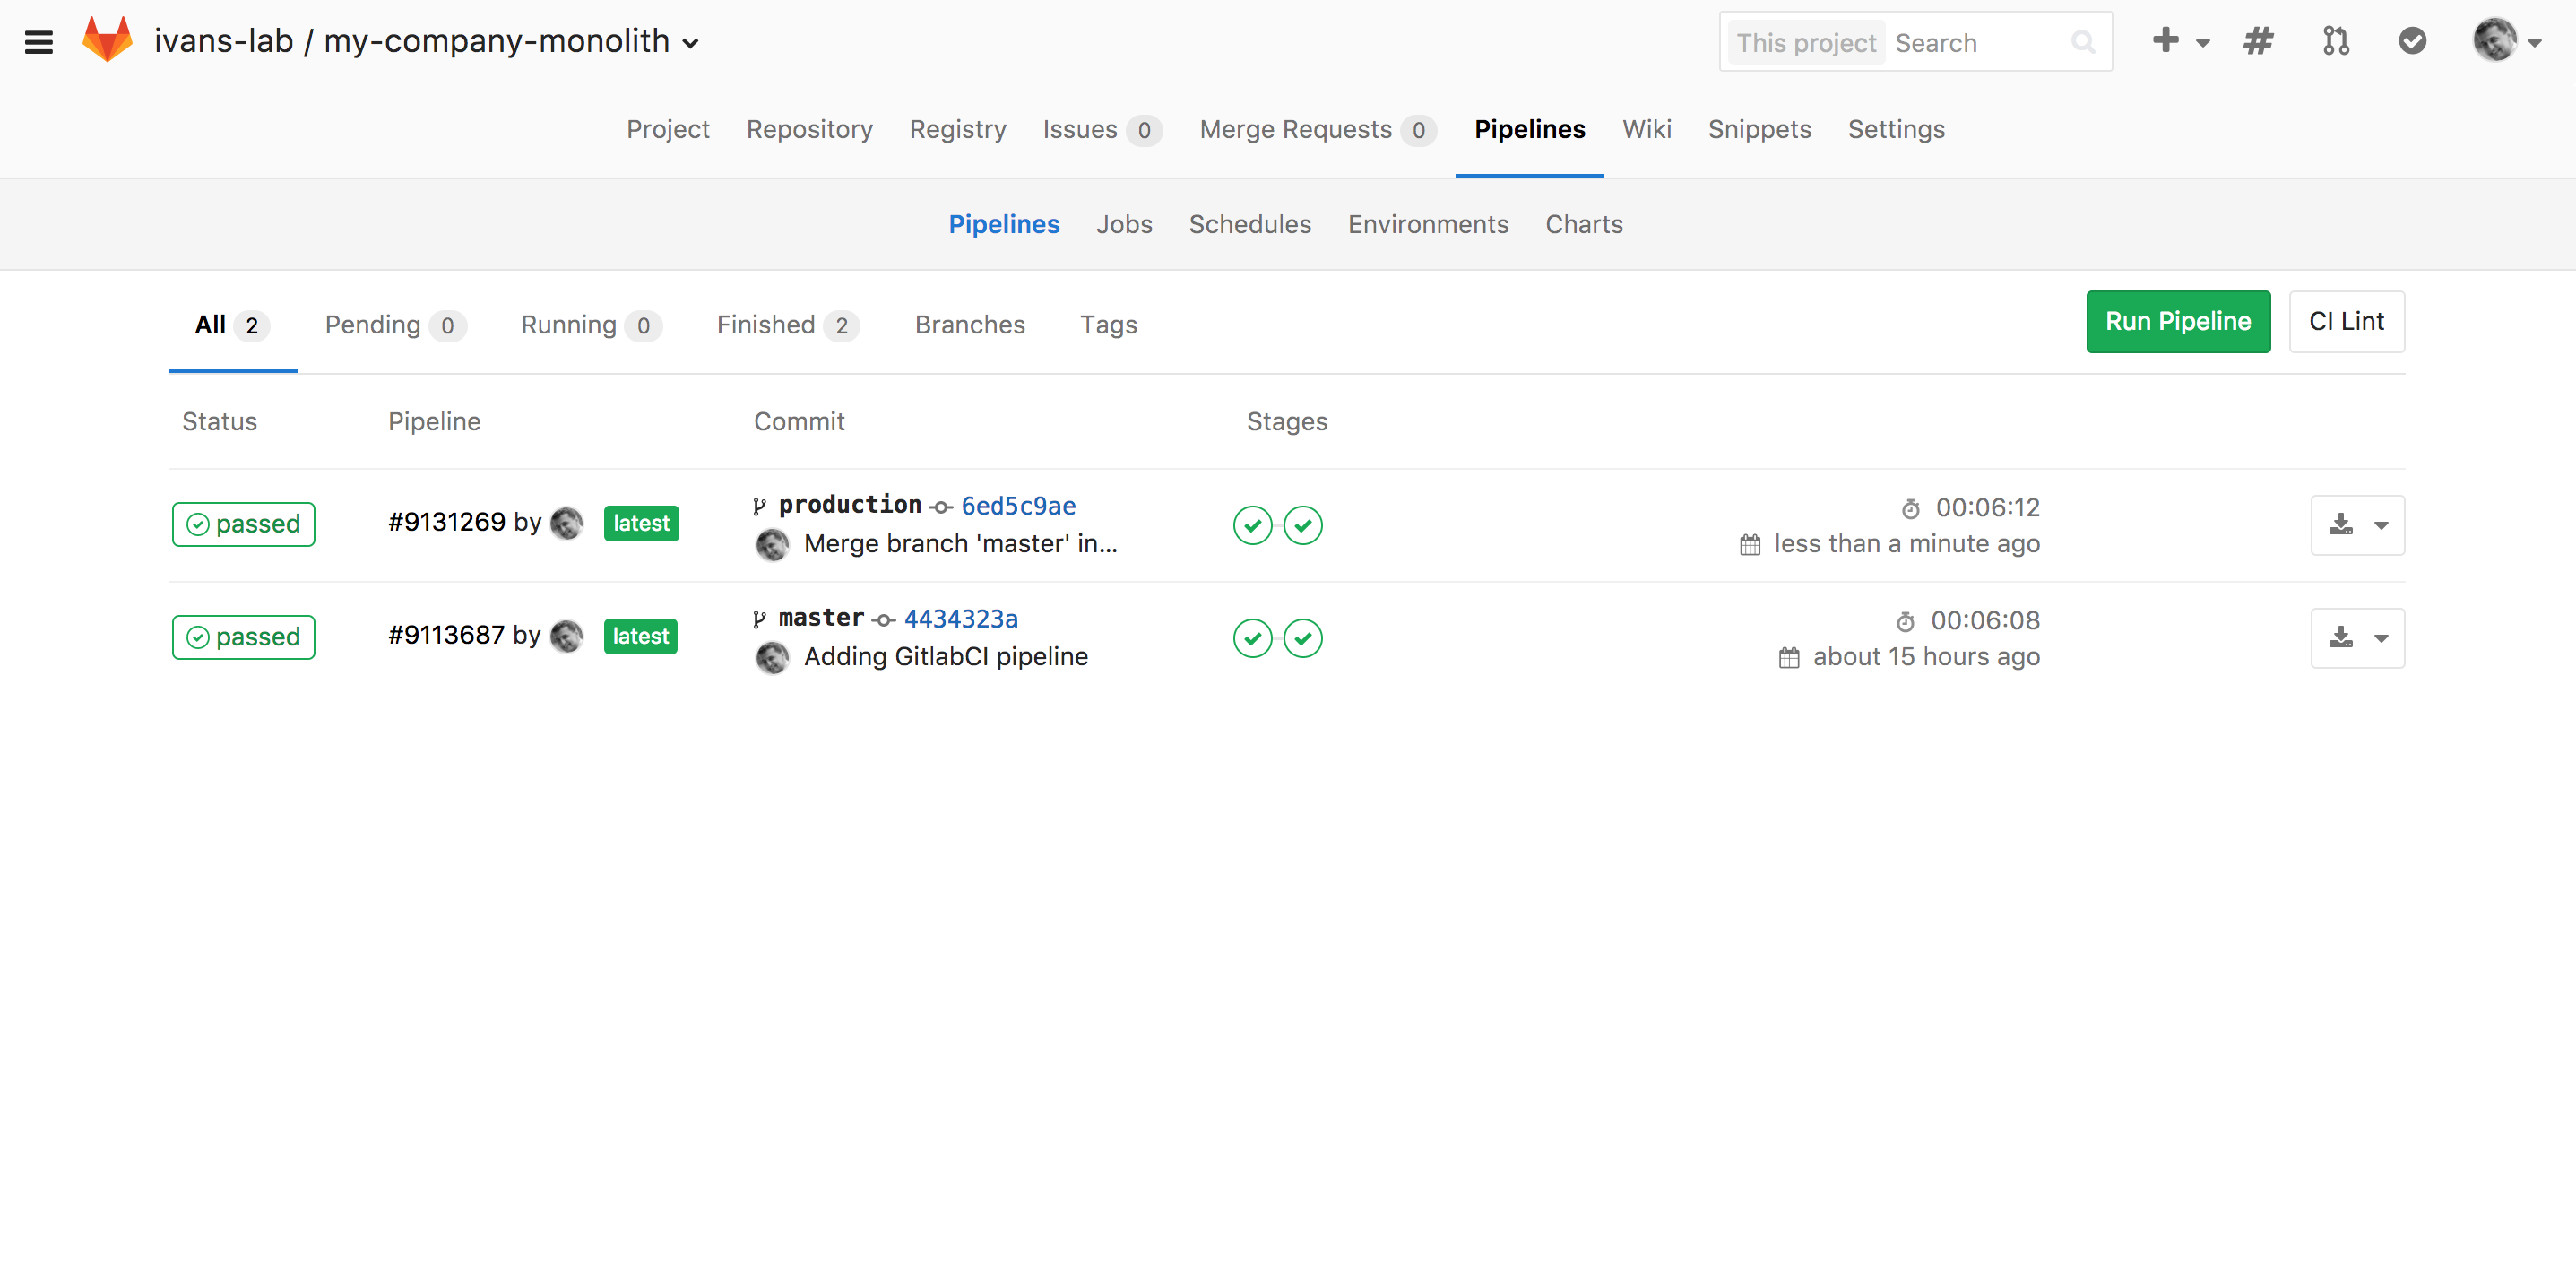 ivans-lab / my-company-monolith
This project Search
Project Repository Registry Issues 0 Merge Requests 0 Pipelines Wiki Snippets Settings
Pipelines Jobs Schedules Environments Charts
All 2 Pending 0 Running 0 Finished 2 Branches Tags
Run Pipeline CI Lint
Status Pipeline Commit Stages
passed #9131269 by latest production 6ed5c9ae 00:06:12
Merge branch 'master' in... less than a minute ago
passed #9113687 by latest master 4434323a 00:06:08
Adding GitlabCI pipeline about 15 hours ago